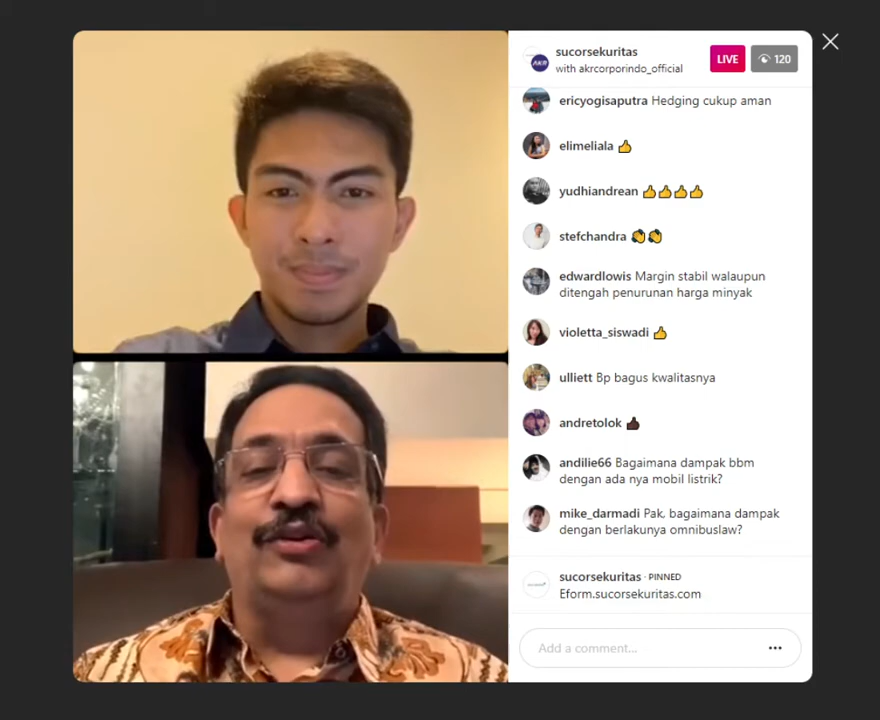 sucorsekuritas
with akrcorporindo_official
LIVE
120
AKR
ericyogisaputra Hedging cukup aman
elimeliala 👍
yudhiandrean 👍👍👍👍
stefchandra 👏👏
edwardlowis Margin stabil walaupun
ditengah penurunan harga minyak
violetta_siswadi 👍
ulliett Bp bagus kwalitasnya
andretolok 👍🏿
andilie66 Bagaimana dampak bbm
dengan ada nya mobil listrik?
mike_darmadi Pak, bagaimana dampak
dengan berlakunya omnibuslaw?
sucorsekuritas · PINNED
Eform.sucorsekuritas.com
Add a comment...